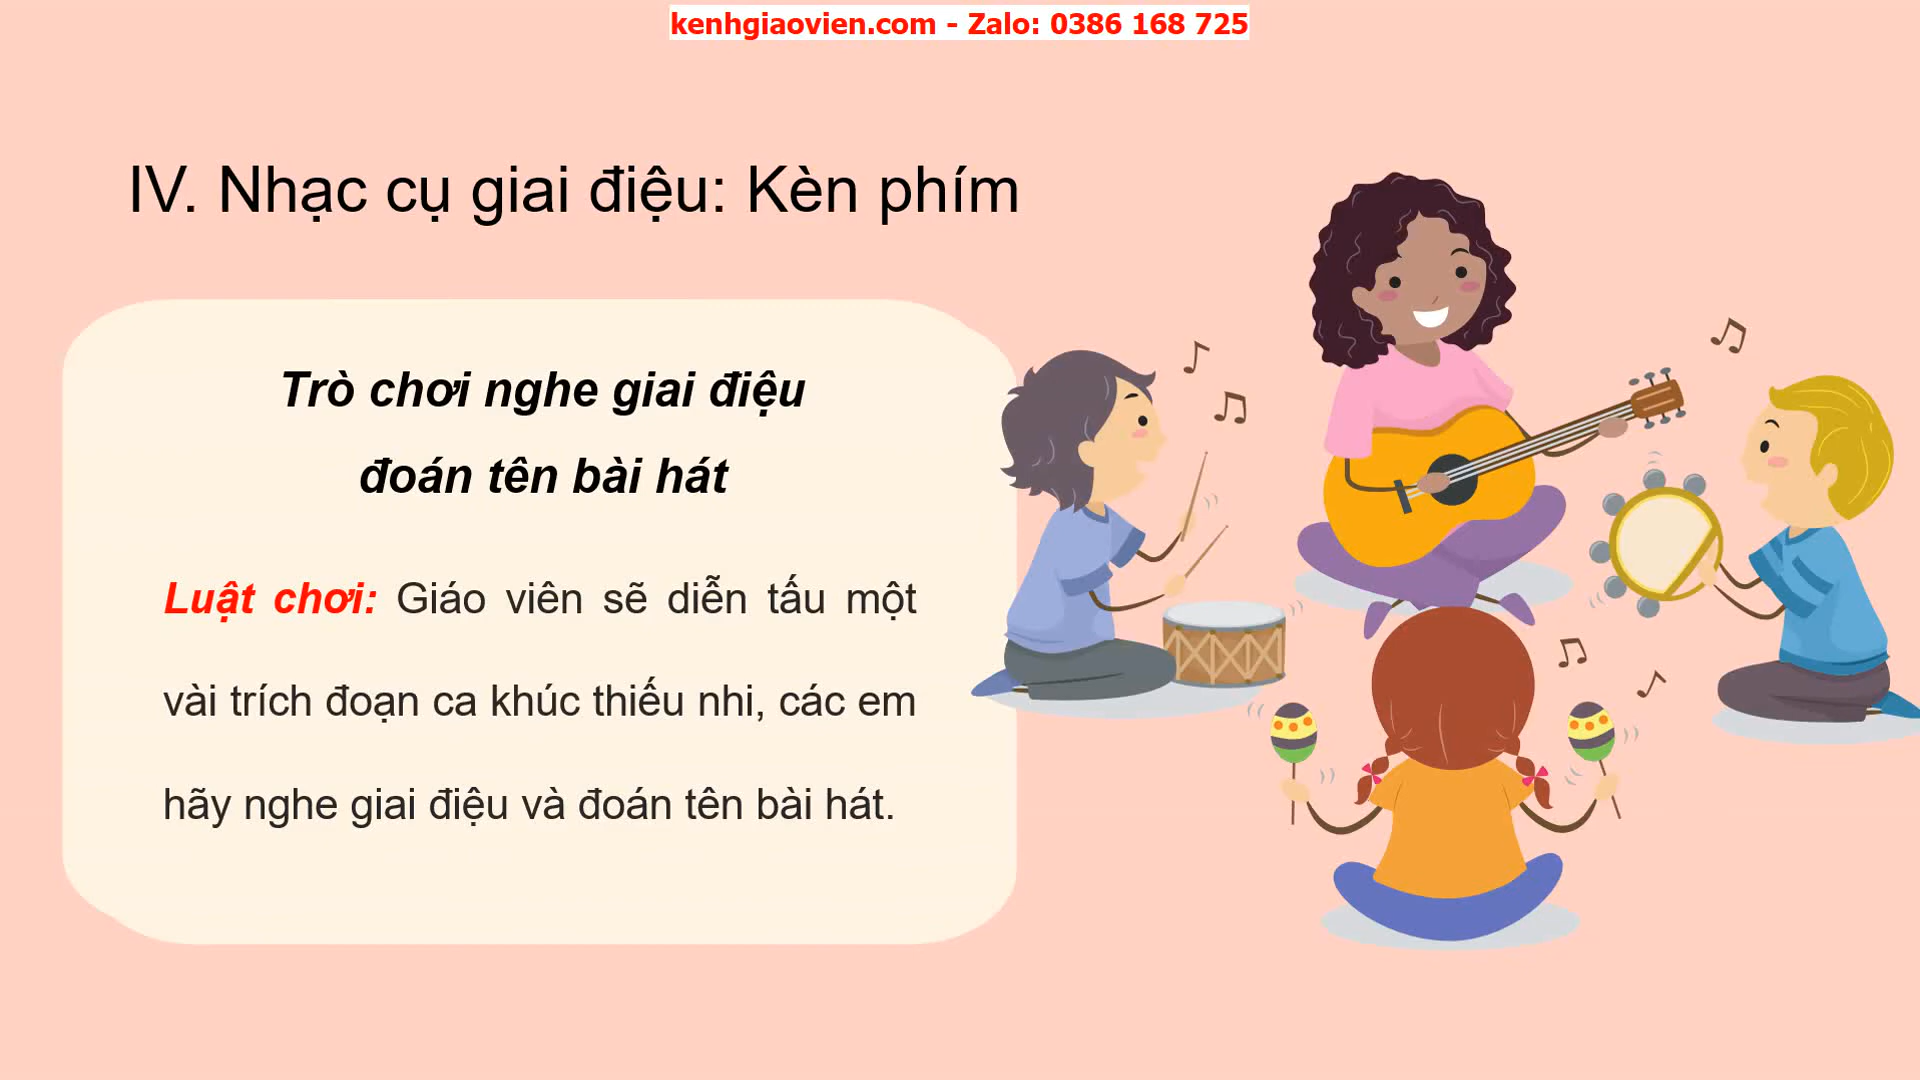 kenhgiaovien.com - Zalo: 0386 168 725
IV. Nhạc cụ giai điệu: Kèn phím
Trò chơi nghe giai điệu
đoán tên bài hát
Luật chơi: Giáo viên sẽ diễn tấu một
vài trích đoạn ca khúc thiếu nhi, các em
hãy nghe giai điệu và đoán tên bài hát.